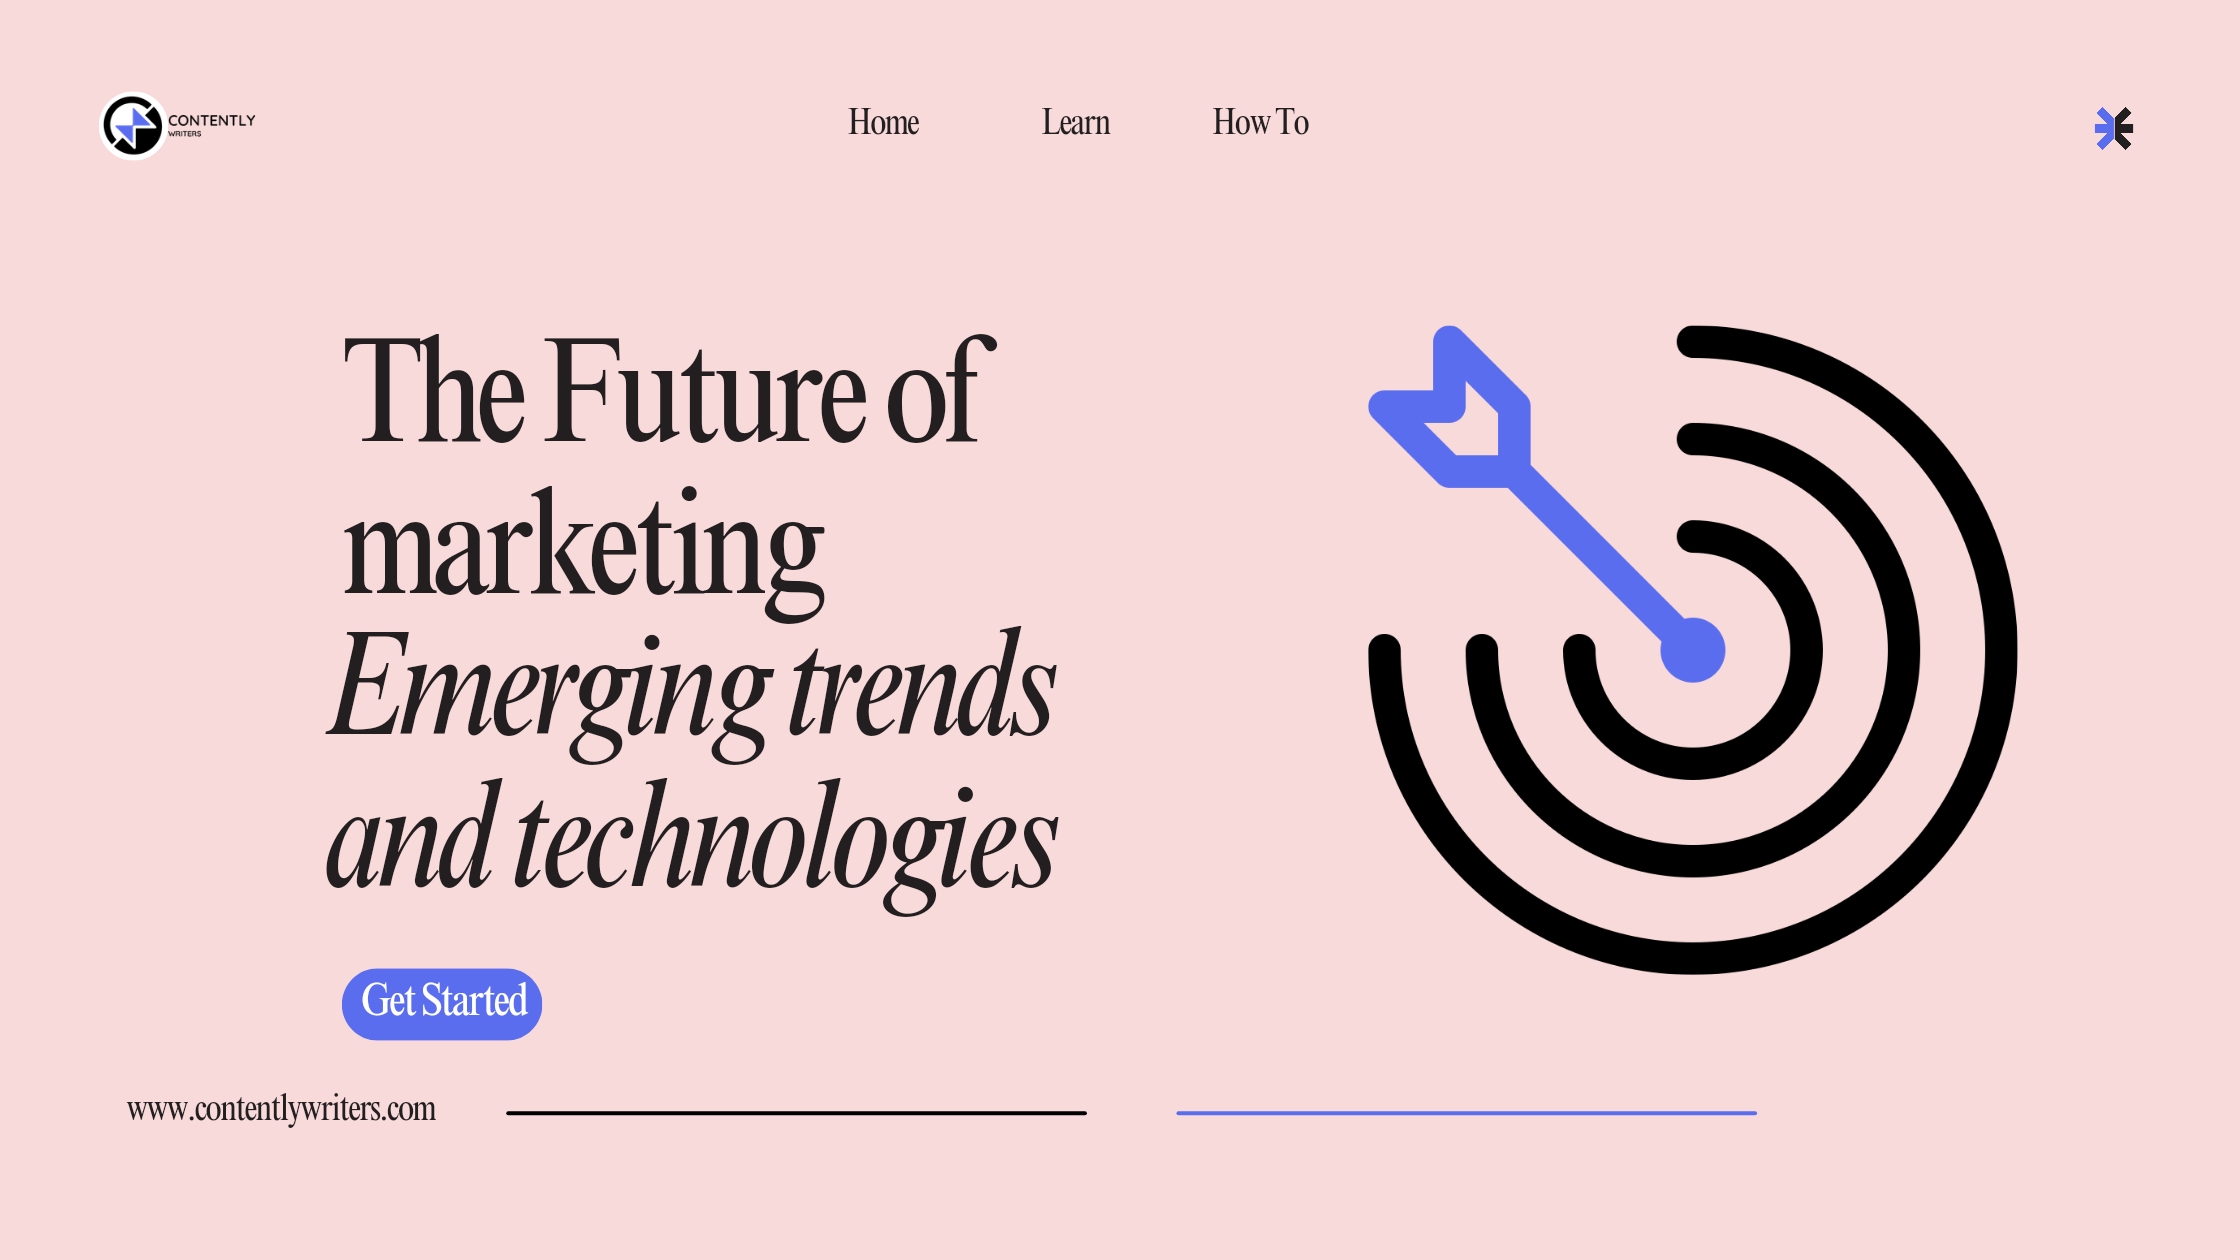 CONTENTLY
WRITERS
Home Learn How To
The Future of
marketing
Emerging trends
and technologies
Get Started
www.contentlywriters.com